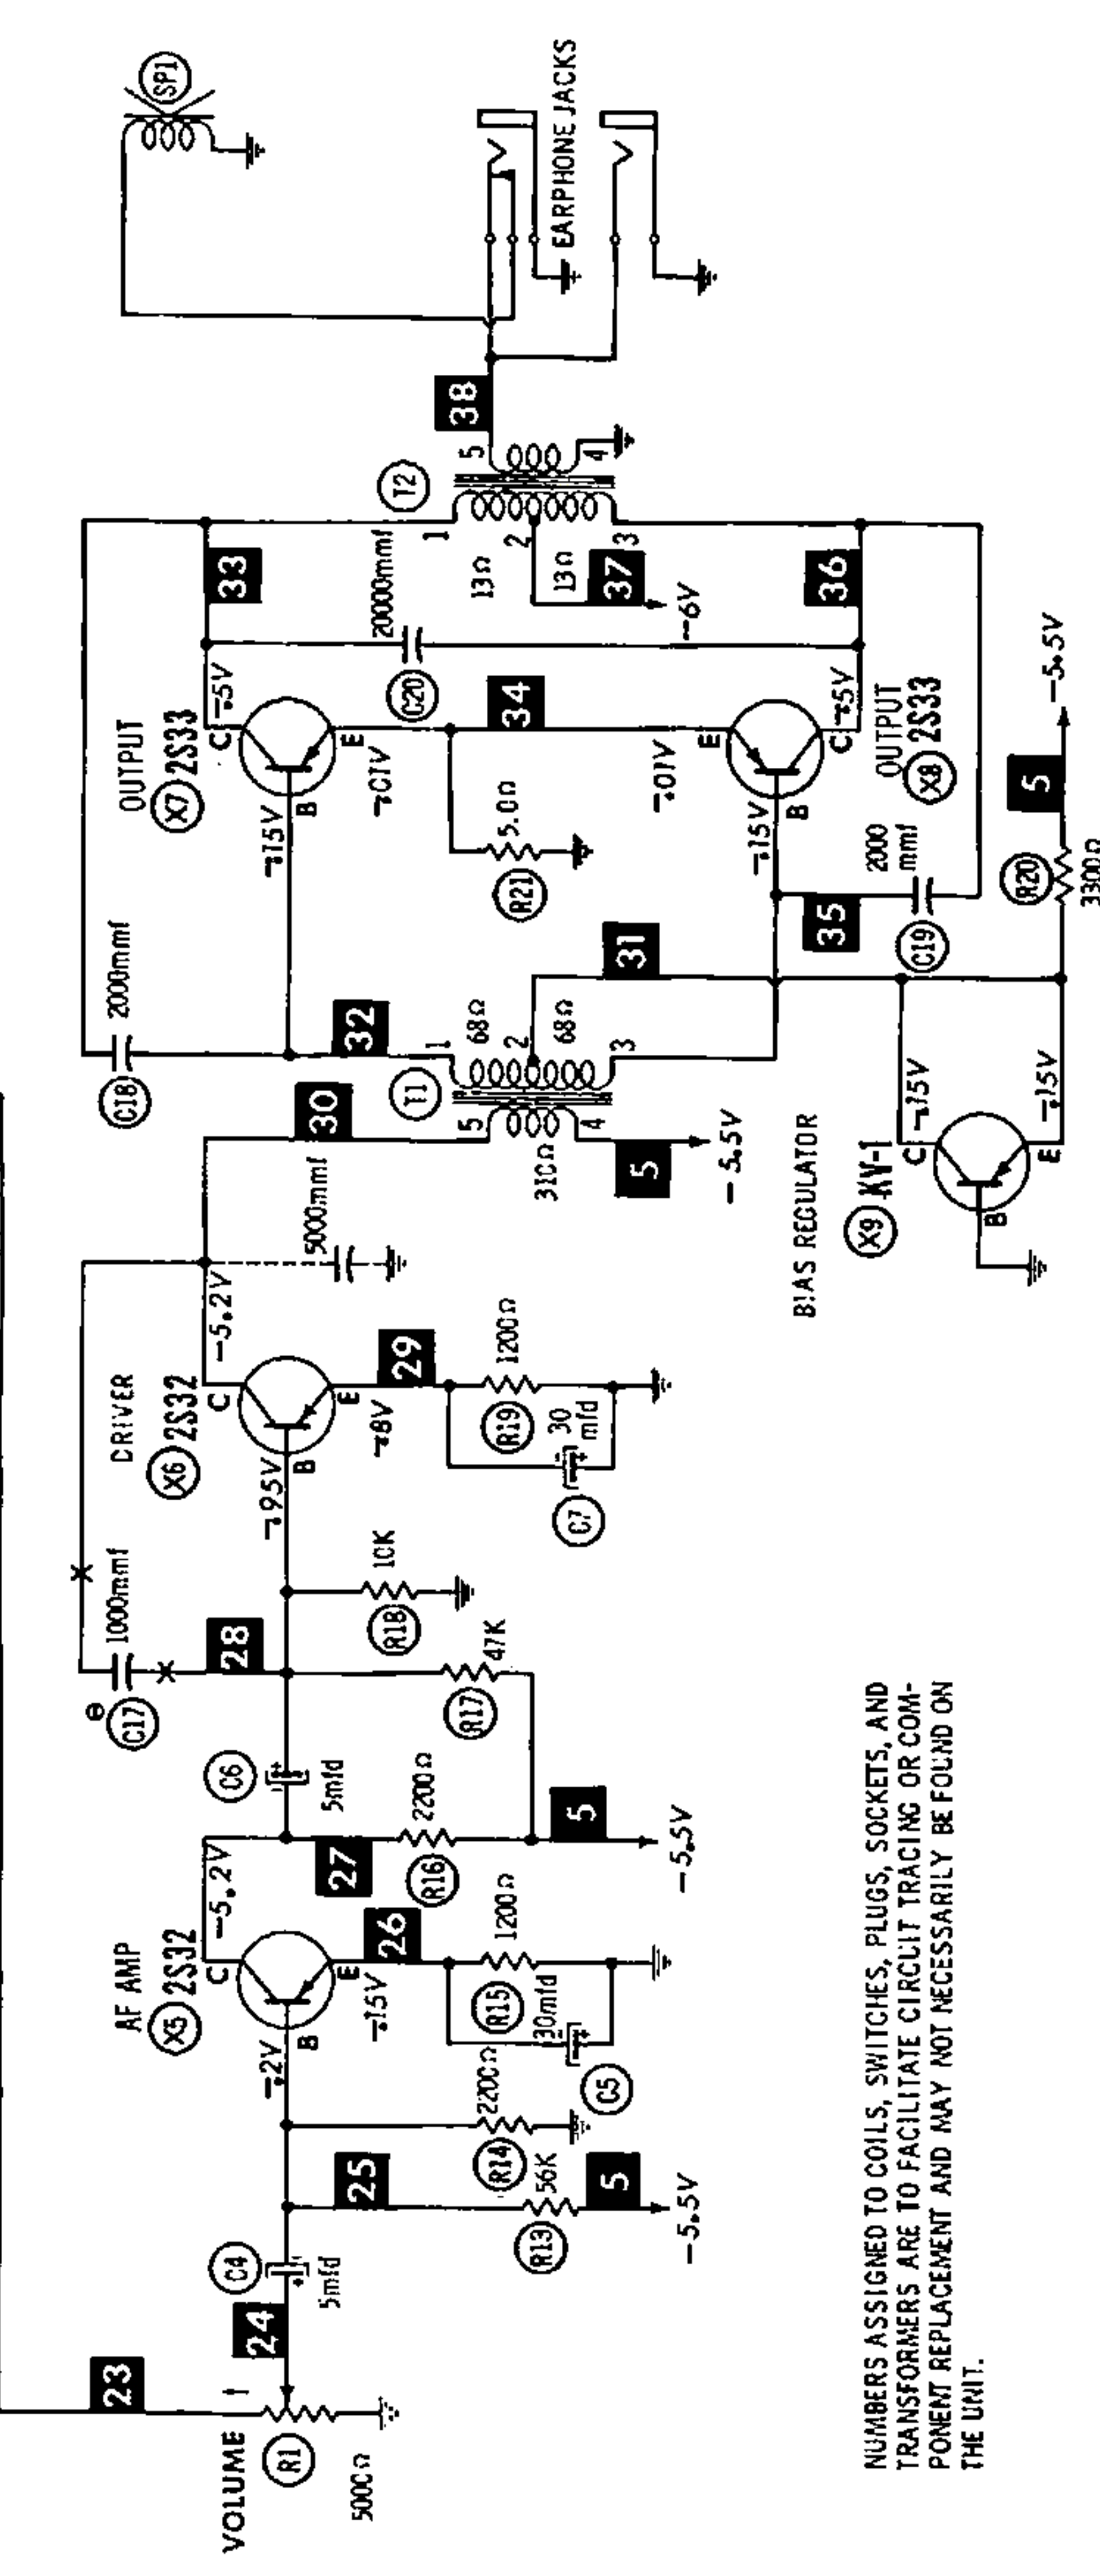 SP1
EARPHONE JACKS
38
T2
5
4
1
2
3
13Ω
13Ω
37
-6V
33
20000mmf
C20
36
OUTPUT
X7 2S33
C -.5V
E -.01V
B -.15V
34
5.0Ω
R21
OUTPUT
X8 2S33
C -.5V
E -.01V
B -.15V
2000
mmf
C19
35
R20
3300Ω
5
-5.5V
31
C18
2000mmf
32
T1
1
68Ω
2
68Ω
3
30
5
310Ω
4
5
-5.5V
5000mmf
BIAS REGULATOR
X9 KV-1
C -.15V
E -.15V
B
DRIVER
X6 2S32
C -5.2V
E -.8V
B -.95V
29
1200Ω
R19
30
mfd
C7
1000mmf
C17
28
10K
R18
47K
R17
C6
5mfd
27
2200Ω
R16
5
-5.5V
AF AMP
X5 2S32
C -5.2V
E -.15V
B -.2V
26
1200Ω
R15
30mfd
C5
2200Ω
R14
25
56K
R13
5
-5.5V
C4
5mfd
24
23
VOLUME
R1
5000Ω
NUMBERS ASSIGNED TO COILS, SWITCHES, PLUGS, SOCKETS, AND
TRANSFORMERS ARE TO FACILITATE CIRCUIT TRACING OR COM-
PONENT REPLACEMENT AND MAY NOT NECESSARILY BE FOUND ON
THE UNIT.